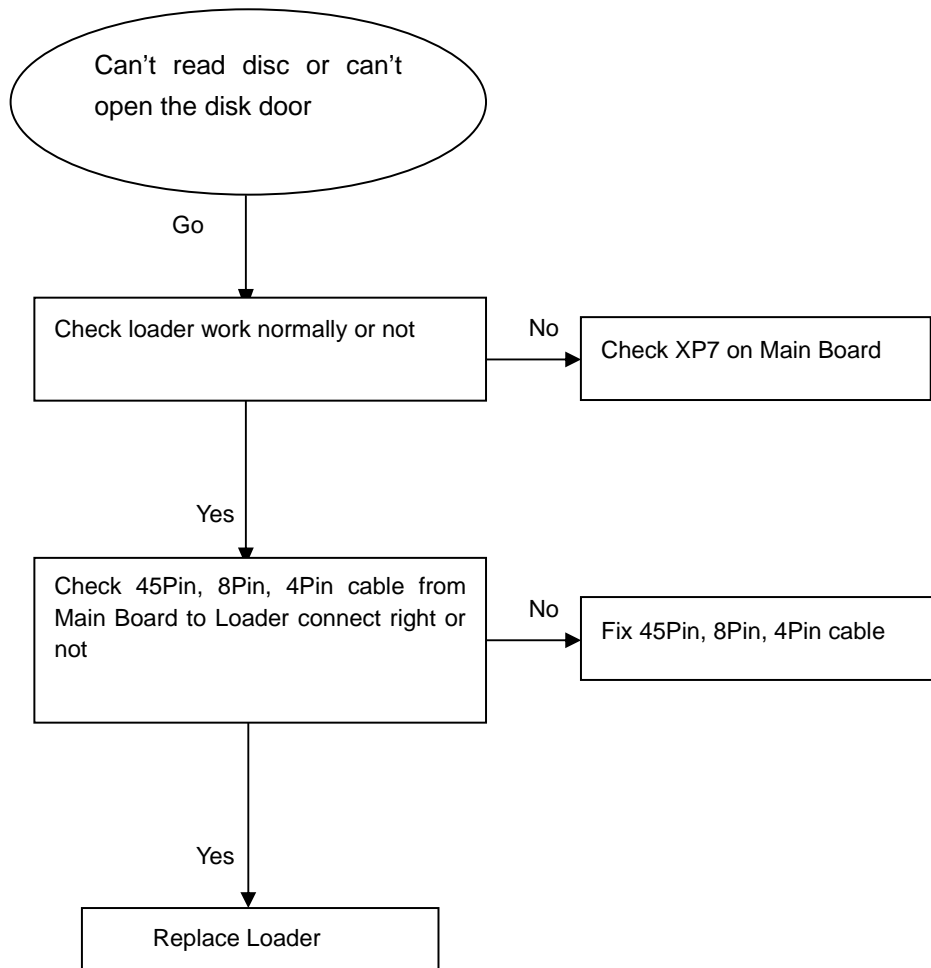 Can’t read disc or can’t
open the disk door
Go
Check loader work normally or not
No
Check XP7 on Main Board
Yes
Check 45Pin, 8Pin, 4Pin cable from
Main Board to Loader connect right or
not
No
Fix 45Pin, 8Pin, 4Pin cable
Yes
Replace Loader